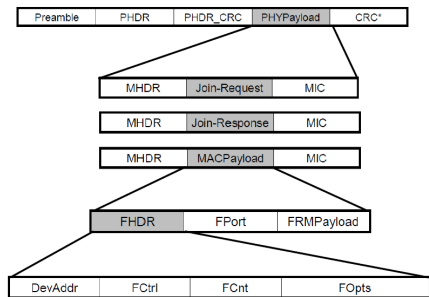 Preamble PHDR PHDR_CRC PHYPayload CRC*
MHDR Join-Request MIC
MHDR Join-Response MIC
MHDR MACPayload MIC
FHDR FPort FRMPayload
DevAddr FCtrl FCnt FOpts